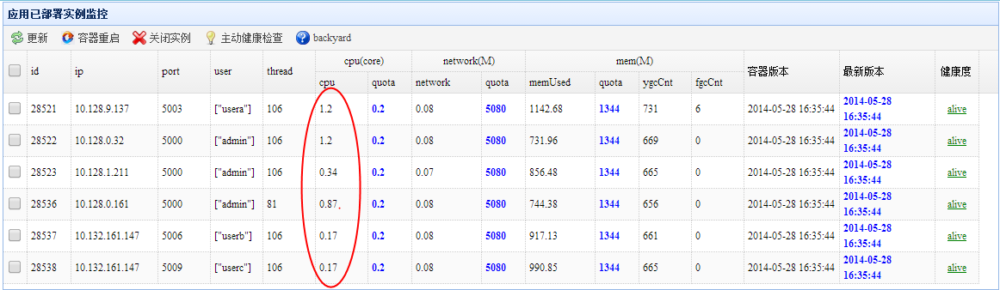 应用已部署实例监控
更新 容器重启 关闭实例 主动健康检查 backyard
id ip port user thread cpu(core) network(M) mem(M) 容器版本 最新版本 健康度
cpu quota network quota memUsed quota ygcCnt fgcCnt
28521 10.128.9.137 5003 ["usera"] 106 1.2 0.2 0.08 5080 1142.68 1344 731 6 2014-05-28 16:35:44 2014-05-28 16:35:44 alive
28522 10.128.0.32 5000 ["admin"] 106 1.2 0.2 0.08 5080 731.96 1344 669 0 2014-05-28 16:35:44 2014-05-28 16:35:44 alive
28523 10.128.1.211 5000 ["admin"] 106 0.34 0.2 0.07 5080 856.48 1344 665 0 2014-05-28 16:35:44 2014-05-28 16:35:44 alive
28536 10.128.0.161 5000 ["admin"] 81 0.87 0.2 0.08 5080 744.38 1344 656 0 2014-05-28 16:35:44 2014-05-28 16:35:44 alive
28537 10.132.161.147 5006 ["userb"] 106 0.17 0.2 0.08 5080 917.13 1344 661 0 2014-05-28 16:35:44 2014-05-28 16:35:44 alive
28538 10.132.161.147 5009 ["userc"] 106 0.17 0.2 0.08 5080 990.85 1344 665 0 2014-05-28 16:35:44 2014-05-28 16:35:44 alive